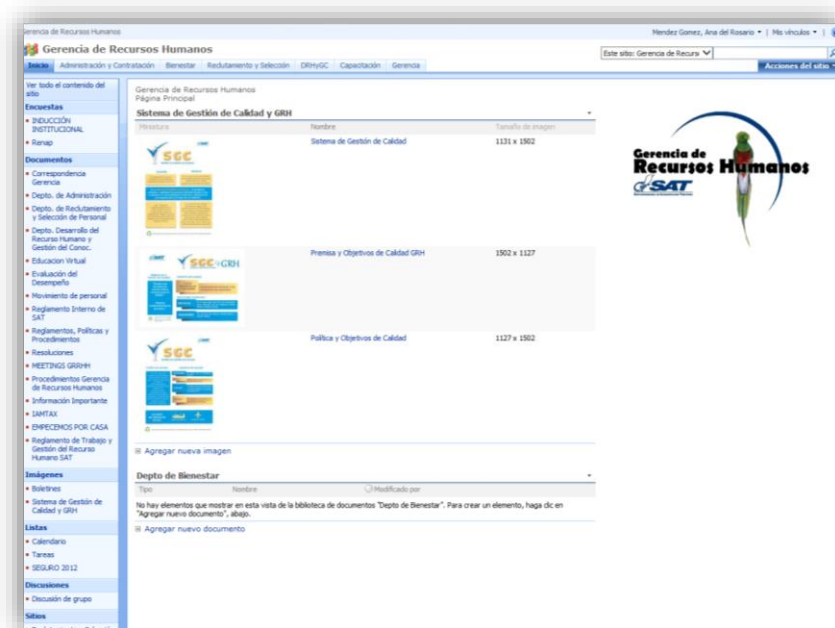 Gerencia de Recursos Humanos
Mendez Gomez, Ana del Rosario
Mis vínculos
Gerencia de Recursos Humanos
Este sitio: Gerencia de Recurs
Inicio
Administración y Contratación
Bienestar
Reclutamiento y Selección
DRHyGC
Capacitación
Gerencia
Acciones del sitio
Ver todo el contenido del
sitio
Encuestas
INDUCCIÓN
INSTITUCIONAL
Renap
Documentos
Correspondencia
Gerencia
Depto. de Administración
Depto. de Reclutamiento
y Selección de Personal
Depto. Desarrollo del
Recurso Humano y
Gestión del Conoc.
Educacion Virtual
Evaluación del
Desempeño
Movimiento de personal
Reglamento Interno de
SAT
Reglamentos, Políticas y
Procedimientos
Resoluciones
MEETINGS GRRHH
Procedimientos Gerencia
de Recursos Humanos
Información Importante
IAMTAX
EMPECEMOS POR CASA
Reglamento de Trabajo y
Gestión del Recurso
Humano SAT
Imágenes
Boletines
Sistema de Gestión de
Calidad y GRH
Listas
Calendario
Tareas
SEGURO 2012
Discusiones
Discusión de grupo
Sitios
Gerencia de Recursos Humanos
Página Principal
Sistema de Gestión de Calidad y GRH
Miniatura Nombre Tamaño de imagen
SGC
Sistema de Gestión de Calidad 1131 x 1502
SGC GRH
Premisa y Objetivos de Calidad GRH 1502 x 1127
SGC
Política y Objetivos de Calidad 1127 x 1502
Agregar nueva imagen
Depto de Bienestar
Tipo Nombre Modificado por
No hay elementos que mostrar en esta vista de la biblioteca de documentos "Depto de Bienestar". Para crear un elemento, haga clic en
"Agregar nuevo documento", abajo.
Agregar nuevo documento
Gerencia de
Recursos Humanos
SAT